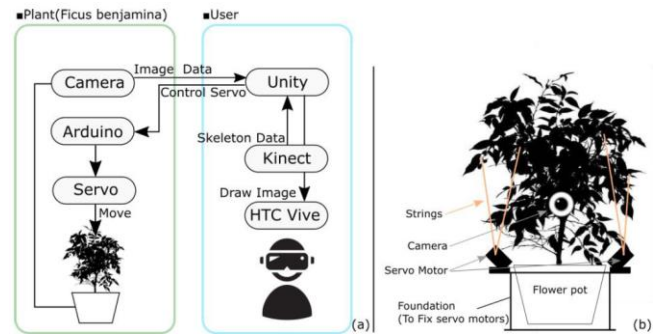 ■Plant(Ficus benjamina)
■User
Camera
Image Data
Unity
Control Servo
Arduino
Skeleton Data
Kinect
Servo
Draw Image
Move
HTC Vive
(a)
Strings
Camera
Servo Motor
Flower pot
Foundation
(To Fix servo motors)
(b)